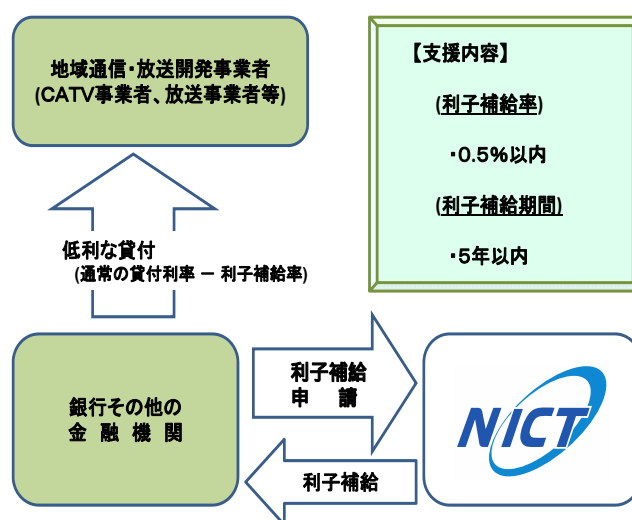 地域通信・放送開発事業者
(CATV事業者、放送事業者等)
【支援内容】
(利子補給率)
・0.5%以内
(利子補給期間)
・5年以内
低利な貸付
(通常の貸付利率 － 利子補給率)
銀行その他の
金 融 機 関
利子補給
申　請
利子補給
NICT